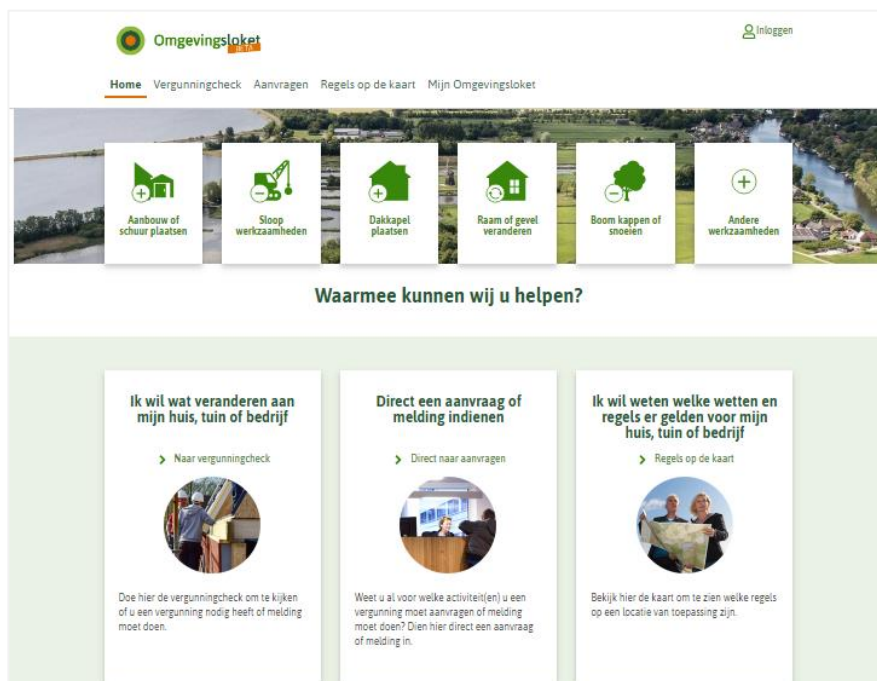 Omgevingsloket
BETA
Inloggen
Home Vergunningcheck Aanvragen Regels op de kaart Mijn Omgevingsloket
Aanbouw of
schuur plaatsen
Sloop
werkzaamheden
Dakkapel
plaatsen
Raam of gevel
veranderen
Boom kappen of
snoeien
Andere
werkzaamheden
Waarmee kunnen wij u helpen?
Ik wil wat veranderen aan
mijn huis, tuin of bedrijf
Naar vergunningcheck
Doe hier de vergunningcheck om te kijken
of u een vergunning nodig heeft of melding
moet doen.
Direct een aanvraag of
melding indienen
Direct naar aanvragen
Weet u al voor welke activiteit(en) u een
vergunning moet aanvragen of melding
moet doen? Dien hier direct een aanvraag
of melding in.
Ik wil weten welke wetten en
regels er gelden voor mijn
huis, tuin of bedrijf
Regels op de kaart
Bekijk hier de kaart om te zien welke regels
op een locatie van toepassing zijn.